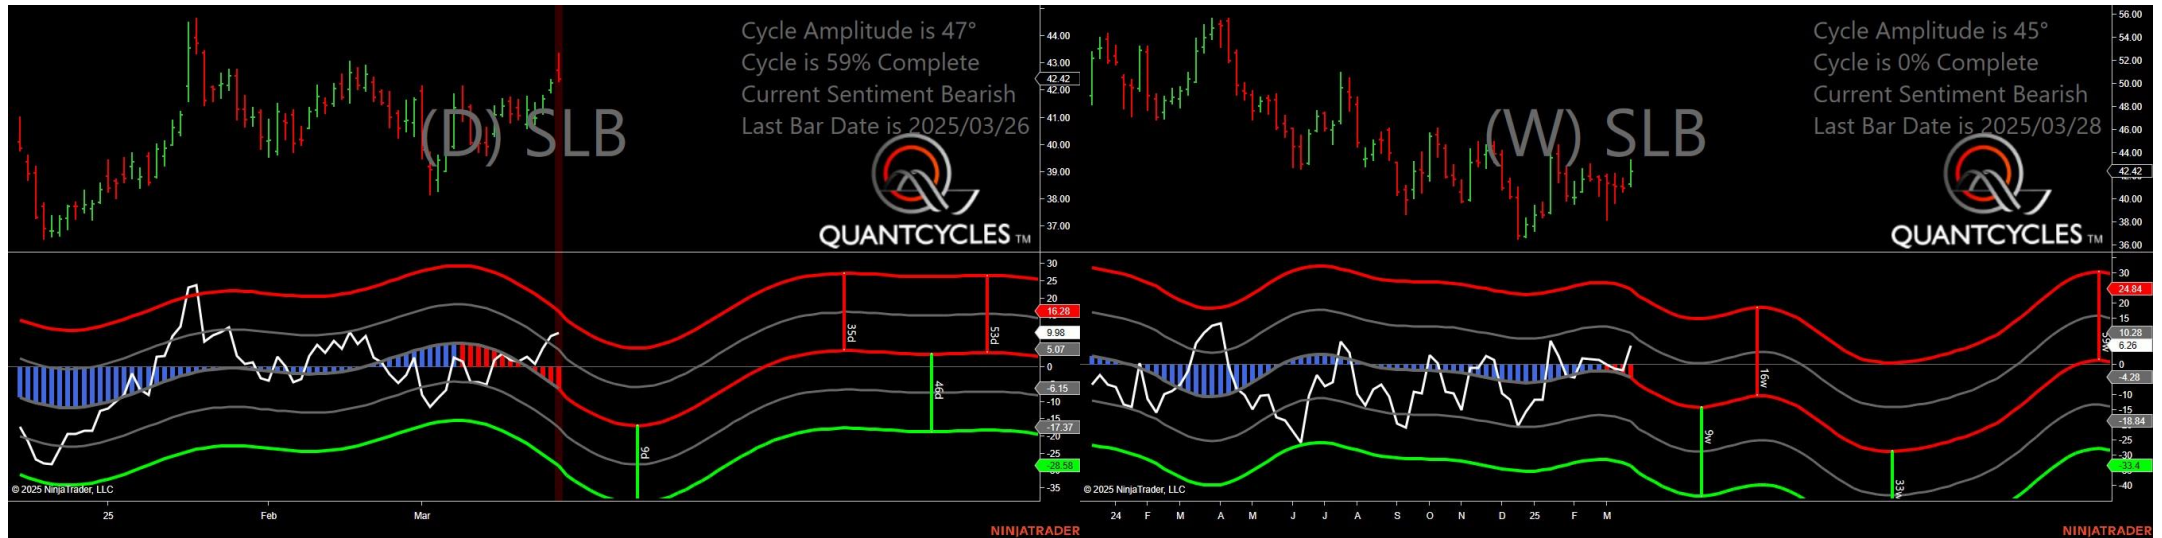 Cycle Amplitude is 47°
Cycle is 59% Complete
Current Sentiment Bearish
Last Bar Date is 2025/03/26
(D) SLB
QUANTCYCLES TM
44.00
43.00
42.42
42.00
41.00
40.00
39.00
38.00
37.00
30
25
20
16.28
9.98
5.07
0
-6.15
-10
-15
-17.37
-20
-25
-28.58
-35
9d
35d
46d
53d
© 2025 NinjaTrader, LLC
25
Feb
Mar
NINJATRADER
Cycle Amplitude is 45°
Cycle is 0% Complete
Current Sentiment Bearish
Last Bar Date is 2025/03/28
(W) SLB
QUANTCYCLES TM
56.00
54.00
52.00
50.00
48.00
46.00
44.00
42.42
40.00
38.00
36.00
30
24.84
20
15
10.28
6.26
0
-4.28
-10
-15
-18.84
-25
-30
-33.4
-40
9w
16w
33w
© 2025 NinjaTrader, LLC
24 F M A M J J A S O N D 25 F M
NINJATRADER